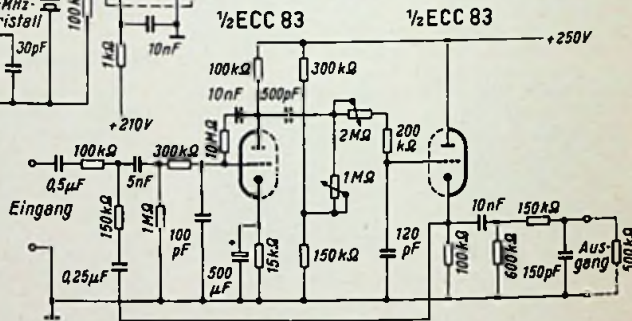 MHz-
ristall
30pF
100k
1kΩ
10nF
+210V
½ECC 83
½ECC 83
+250V
100kΩ
300kΩ
10nF
500pF
10MΩ
2MΩ
200
kΩ
1MΩ
100kΩ
0,5µF
5nF
300kΩ
Eingang
150kΩ
1MΩ
100
pF
0,25µF
500
µF
15kΩ
150kΩ
120
pF
10nF
150kΩ
100kΩ
600kΩ
150pF
Aus-
gang
500kΩ